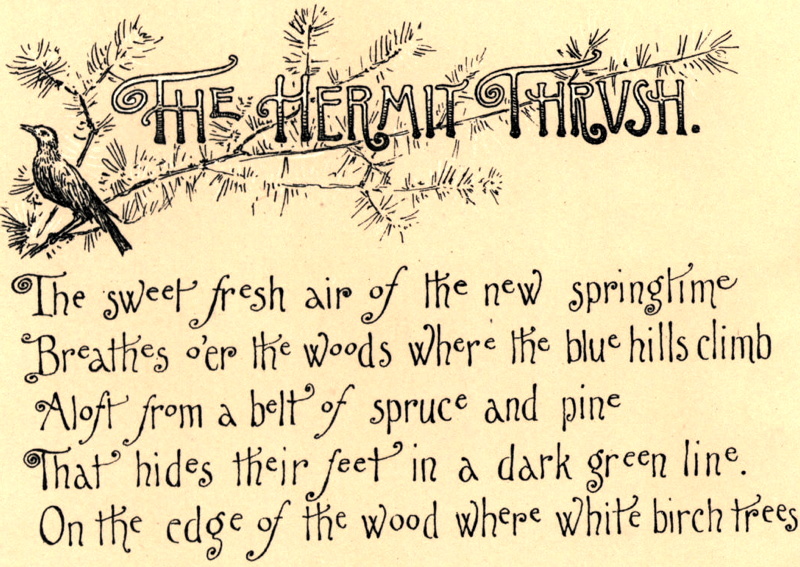 THE HERMIT THRVSH.
The sweet fresh air of the new springtime
Breathes o'er the woods where the blue hills climb
Aloft from a belt of spruce and pine
That hides their feet in a dark green line.
On the edge of the wood where white birch trees